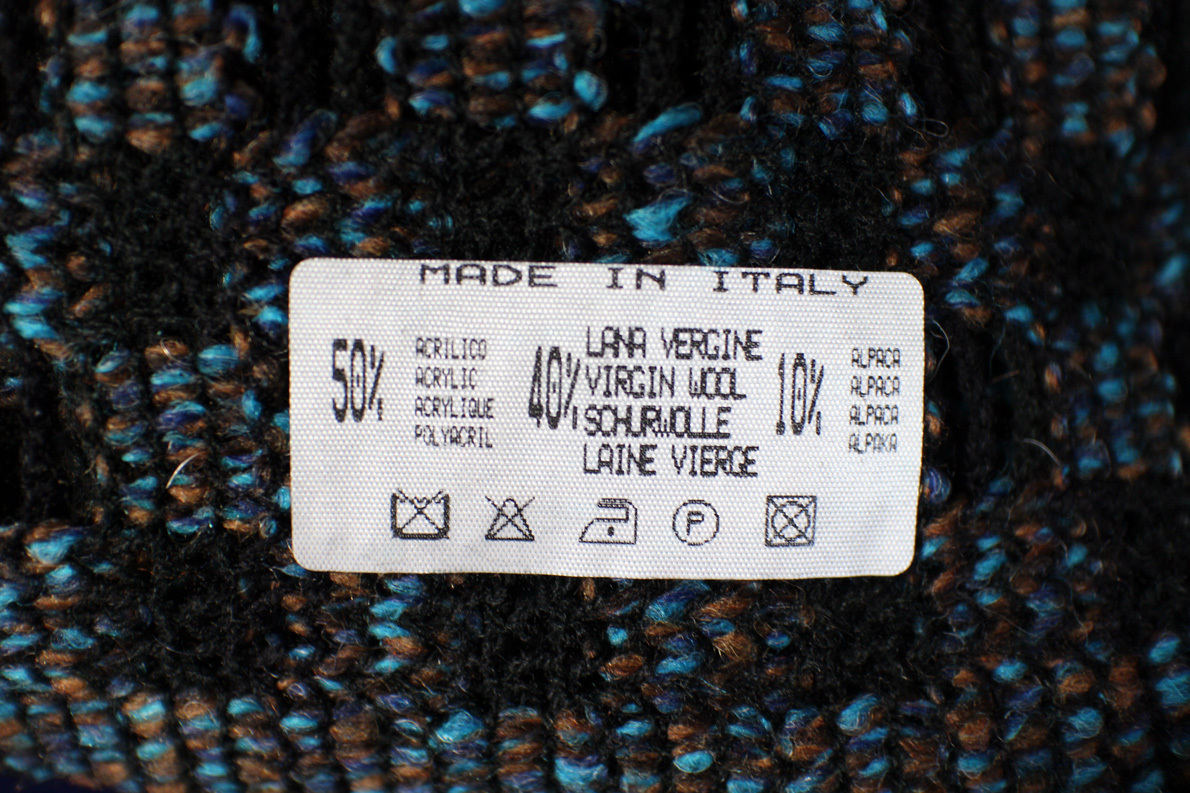 MADE IN ITALY
50%
ACRILICO
ACRYLIC
ACRYLIQUE
POLYACRIL
40%
LANA VERGINE
VIRGIN WOOL
SCHURWOLLE
LAINE VIERGE
10%
ALPACA
ALPACA
ALPACA
ALPAKA
P